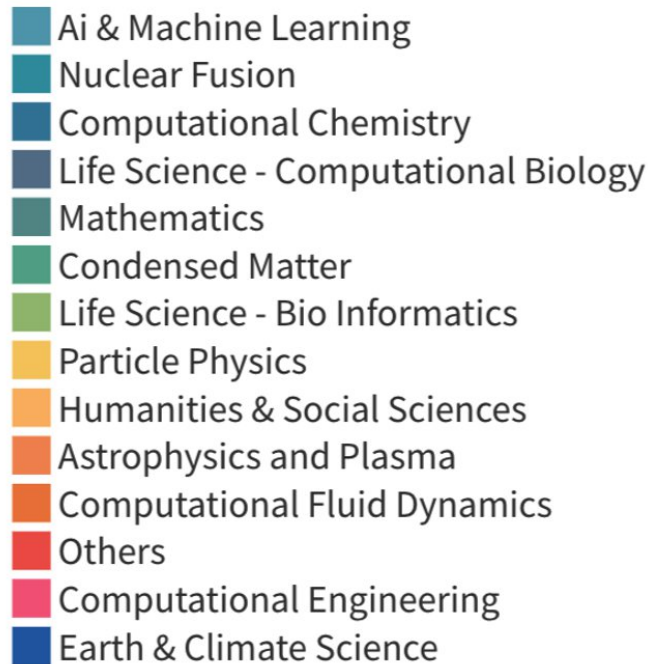 Ai & Machine Learning
Nuclear Fusion
Computational Chemistry
Life Science - Computational Biology
Mathematics
Condensed Matter
Life Science - Bio Informatics
Particle Physics
Humanities & Social Sciences
Astrophysics and Plasma
Computational Fluid Dynamics
Others
Computational Engineering
Earth & Climate Science